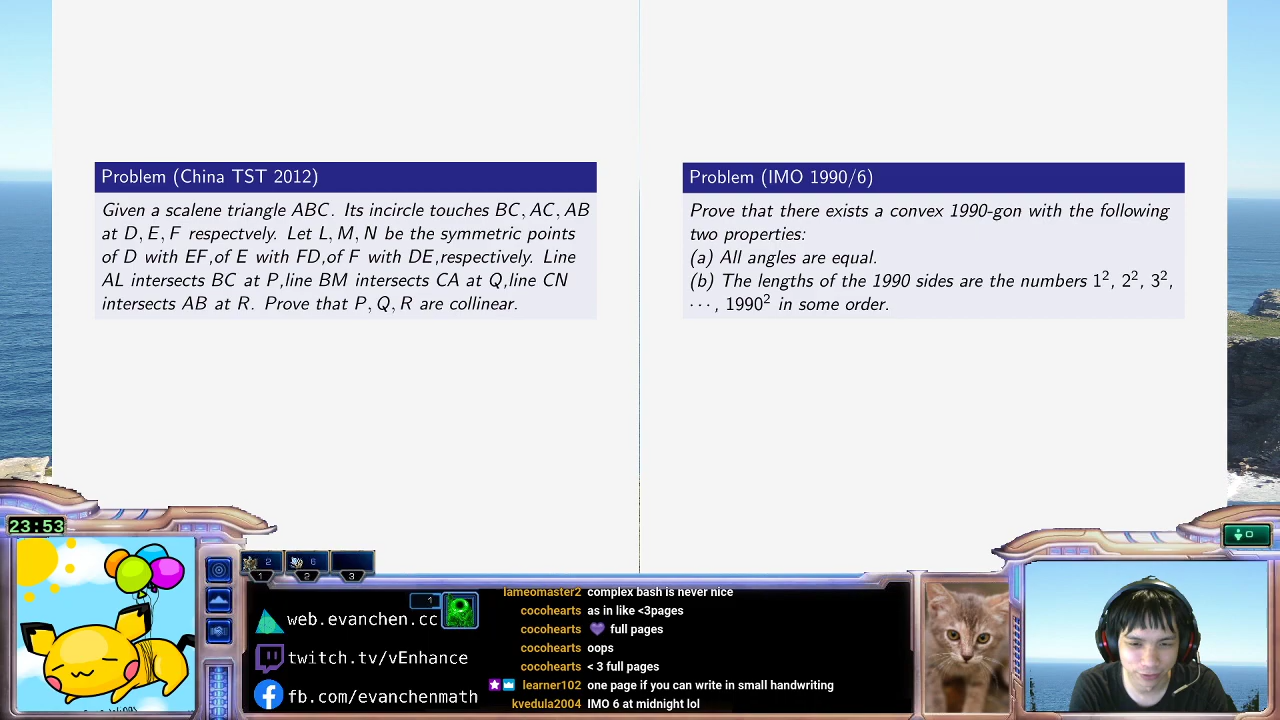 Problem (China TST 2012)
Given a scalene triangle ABC. Its incircle touches BC, AC, AB
at D, E, F respectvely. Let L, M, N be the symmetric points
of D with EF,of E with FD,of F with DE,respectively. Line
AL intersects BC at P,line BM intersects CA at Q,line CN
intersects AB at R. Prove that P, Q, R are collinear.
Problem (IMO 1990/6)
Prove that there exists a convex 1990-gon with the following
two properties:
(a) All angles are equal.
(b) The lengths of the 1990 sides are the numbers 1², 2², 3²,
· · · , 1990² in some order.
23:53
2
6
1
2
3
1
web.evanchen.cc
twitch.tv/vEnhance
fb.com/evanchenmath
lameomaster2 complex bash is never nice
cocohearts as in like <3pages
cocohearts 💜 full pages
cocohearts oops
cocohearts < 3 full pages
learner102 one page if you can write in small handwriting
kvedula2004 IMO 6 at midnight lol